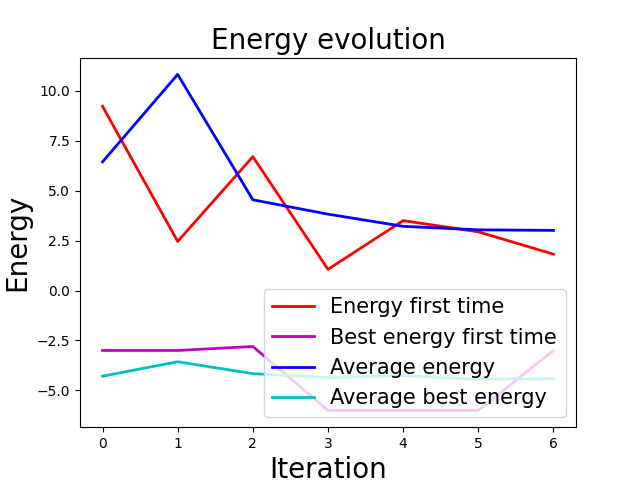 Energy evolution
10.0
7.5
5.0
2.5
0.0
−2.5
−5.0
Energy
Energy first time
Best energy first time
Average energy
Average best energy
0 1 2 3 4 5 6
Iteration